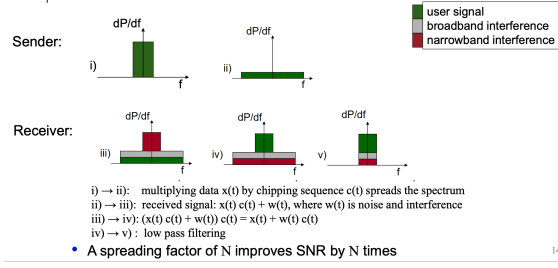 dP/df
user signal
broadband interference
narrowband interference
Sender:
dP/df
i)
f
ii)
f
dP/df
dP/df
dP/df
Receiver:
iii)
f
iv)
f
v)
f
i) → ii): multiplying data x(t) by chipping sequence c(t) spreads the spectrum
ii) → iii): received signal: x(t) c(t) + w(t), where w(t) is noise and interference
iii) → iv): (x(t) c(t) + w(t)) c(t) = x(t) + w(t) c(t)
iv) → v) : low pass filtering
• A spreading factor of N improves SNR by N times
14